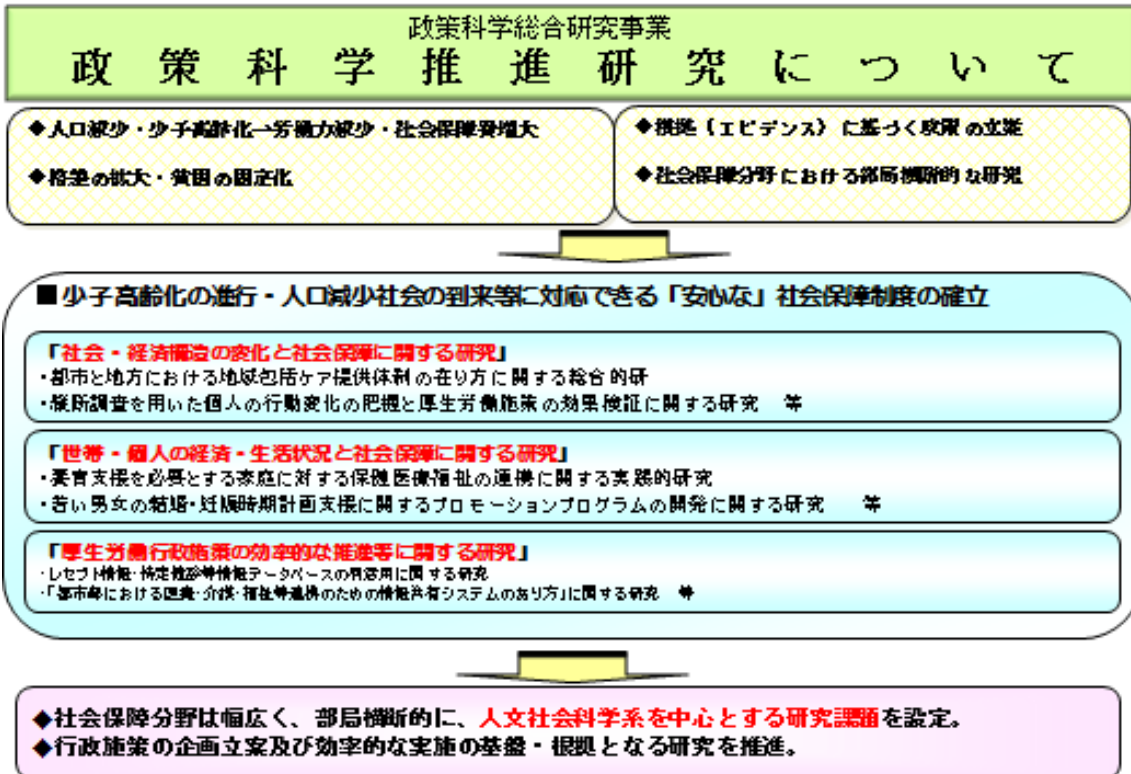 政策科学総合研究事業
政策科学推進研究について
◆人口減少・少子高齢化→労働力減少・社会保障費増大
◆格差の拡大・貧困の固定化
◆根拠（エビデンス）に基づく政策の立案
◆社会保障分野における部局横断的な研究
■少子高齢化の進行・人口減少社会の到来等に対応できる「安心な」社会保障制度の確立
「社会・経済構造の変化と社会保障に関する研究」
・都市と地方における地域包括ケア提供体制の在り方に関する総合的研
・縦断調査を用いた個人の行動変化の把握と厚生労働施策の効果検証に関する研究　等
「世帯・個人の経済・生活状況と社会保障に関する研究」
・養育支援を必要とする家庭に対する保健医療福祉の連携に関する実践的研究
・若い男女の結婚・妊娠時期計画支援に関するプロモーションプログラムの開発に関する研究　等
「厚生労働行政施策の効率的な推進等に関する研究」
・レセプト情報・特定健診等情報データベースの利活用に関する研究
・「都市部における医療・介護・福祉等連携のための情報共有システムのあり方」に関する研究　等
◆社会保障分野は幅広く、部局横断的に、人文社会科学系を中心とする研究課題を設定。
◆行政施策の企画立案及び効率的な実施の基盤・根拠となる研究を推進。